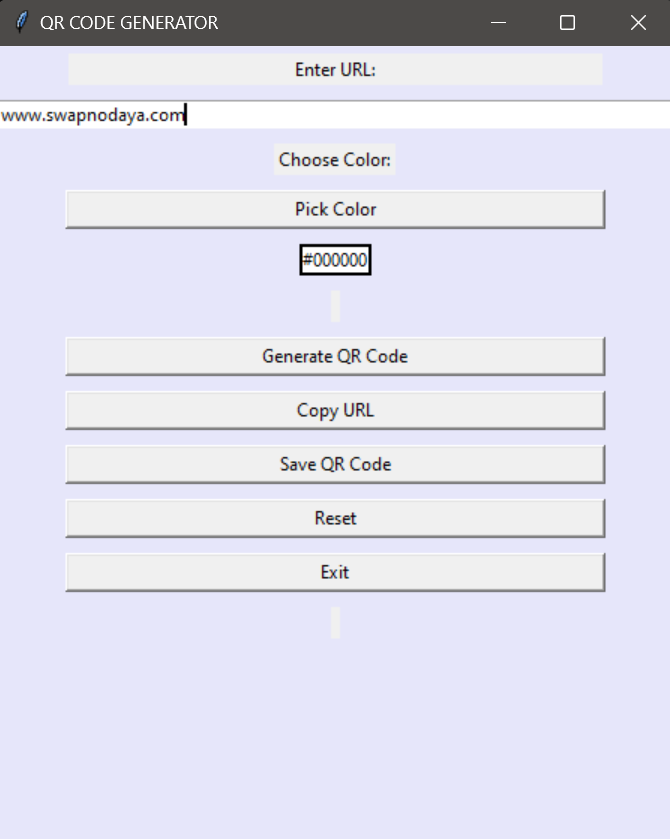 QR CODE GENERATOR
Enter URL:
www.swapnodaya.com
Choose Color:
Pick Color
#000000
Generate QR Code
Copy URL
Save QR Code
Reset
Exit